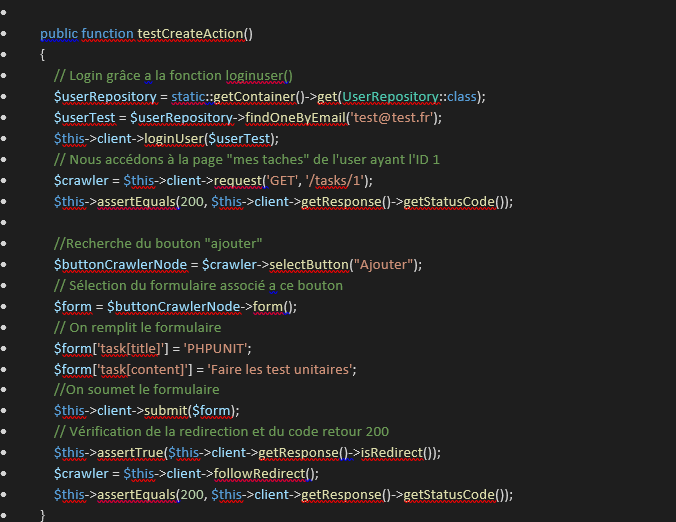 public function testCreateAction()
{
// Login grâce a la fonction loginuser()
$userRepository = static::getContainer()->get(UserRepository::class);
$userTest = $userRepository->findOneByEmail('test@test.fr');
$this->client->loginUser($userTest);
// Nous accédons à la page "mes taches" de l'user ayant l'ID 1
$crawler = $this->client->request('GET', '/tasks/1');
$this->assertEquals(200, $this->client->getResponse()->getStatusCode());
//Recherche du bouton "ajouter"
$buttonCrawlerNode = $crawler->selectButton("Ajouter");
// Sélection du formulaire associé a ce bouton
$form = $buttonCrawlerNode->form();
// On remplit le formulaire
$form['task[title]'] = 'PHPUNIT';
$form['task[content]'] = 'Faire les test unitaires';
//On soumet le formulaire
$this->client->submit($form);
// Vérification de la redirection et du code retour 200
$this->assertTrue($this->client->getResponse()->isRedirect());
$crawler = $this->client->followRedirect();
$this->assertEquals(200, $this->client->getResponse()->getStatusCode());
}